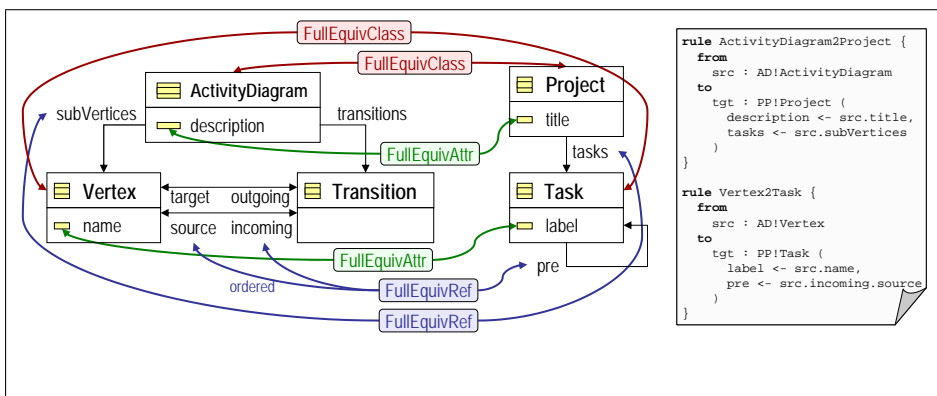 FullEquivClass
FullEquivClass
ActivityDiagram
description
subVertices
transitions
Project
title
FullEquivAttr
tasks
Vertex
name
target outgoing
source incoming
Transition
Task
label
FullEquivAttr
pre
ordered
FullEquivRef
FullEquivRef
rule ActivityDiagram2Project {
from
src : AD!ActivityDiagram
to
tgt : PP!Project (
description <- src.title,
tasks <- src.subVertices
)
}
rule Vertex2Task {
from
src : AD!Vertex
to
tgt : PP!Task (
label <- src.name,
pre <- src.incoming.source
)
}